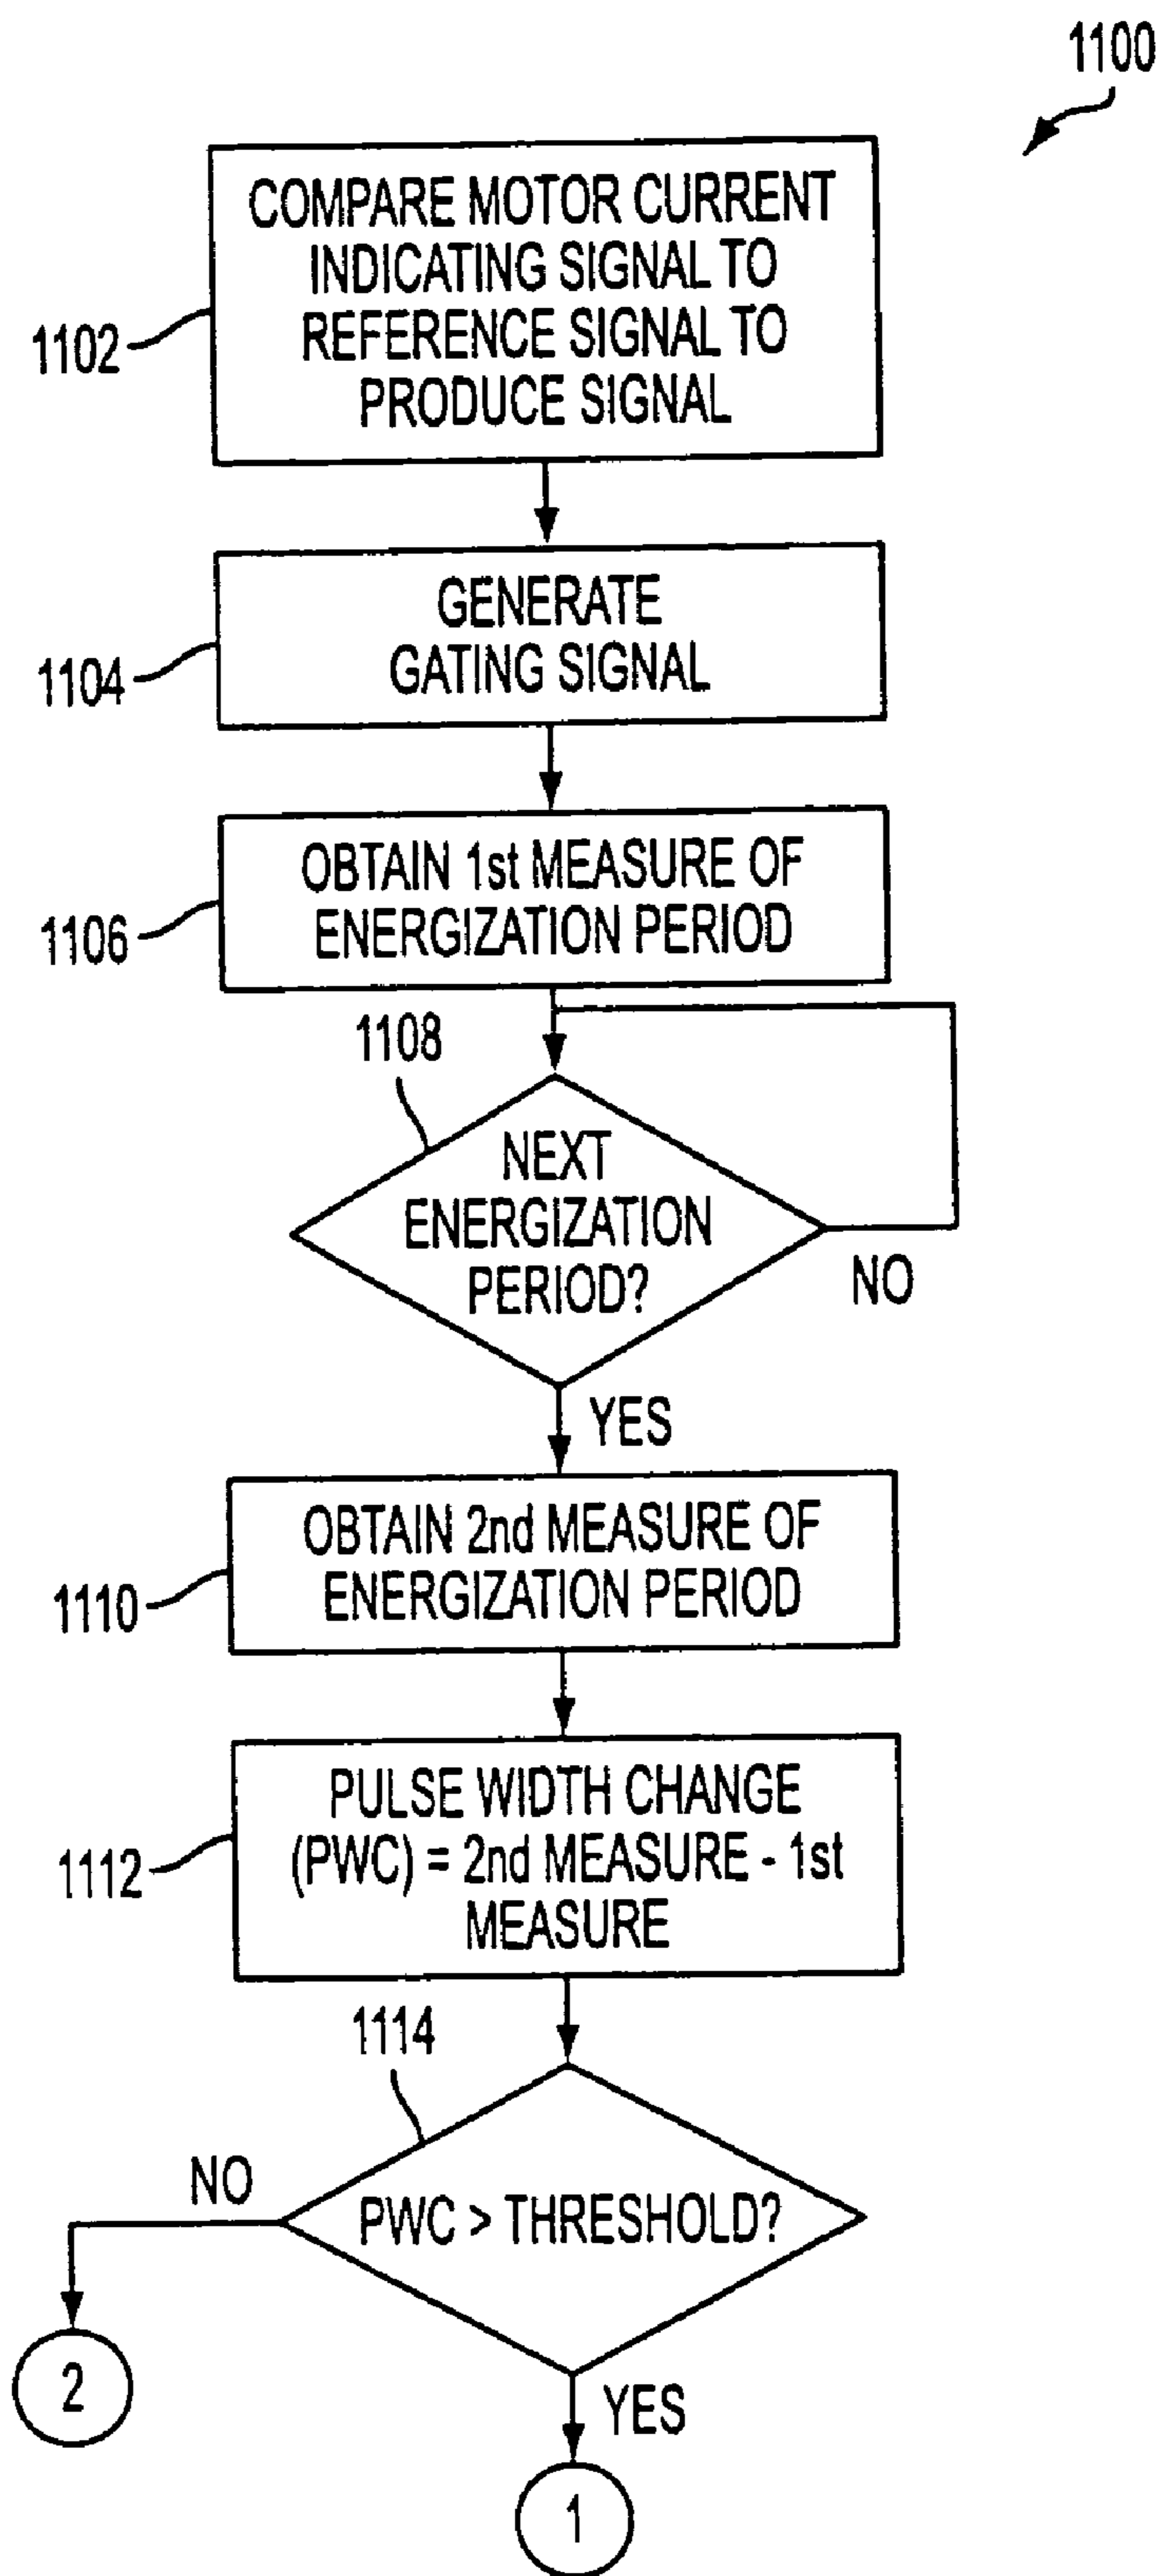 1100
COMPARE MOTOR CURRENT
INDICATING SIGNAL TO
REFERENCE SIGNAL TO
PRODUCE SIGNAL
1102
GENERATE
GATING SIGNAL
1104
OBTAIN 1st MEASURE OF
ENERGIZATION PERIOD
1106
1108
NEXT
ENERGIZATION
PERIOD?
NO
YES
OBTAIN 2nd MEASURE OF
ENERGIZATION PERIOD
1110
PULSE WIDTH CHANGE
(PWC) = 2nd MEASURE - 1st
MEASURE
1112
1114
NO
PWC > THRESHOLD?
2
YES
1